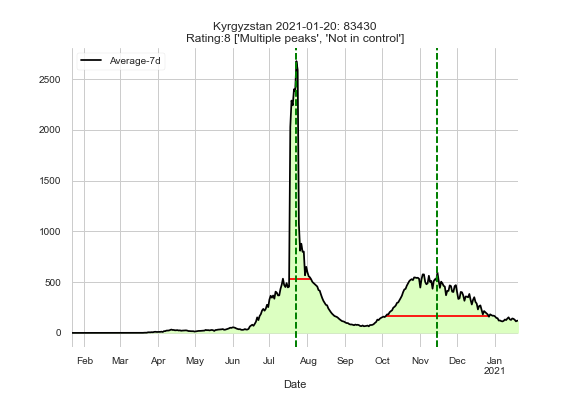 Kyrgyzstan 2021-01-20: 83430
Rating:8 ['Multiple peaks', 'Not in control']
Average-7d
2500
2000
1500
1000
500
0
Feb Mar Apr May Jun Jul Aug Sep Oct Nov Dec Jan
2021
Date